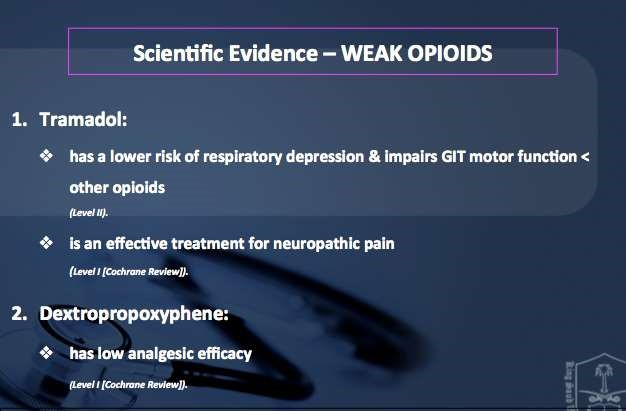 Scientific Evidence – WEAK OPIOIDS
1. Tramadol:
❖ has a lower risk of respiratory depression & impairs GIT motor function <
other opioids
(Level II).
❖ is an effective treatment for neuropathic pain
(Level I [Cochrane Review]).
2. Dextropropoxyphene:
❖ has low analgesic efficacy
(Level I [Cochrane Review]).
King Saud